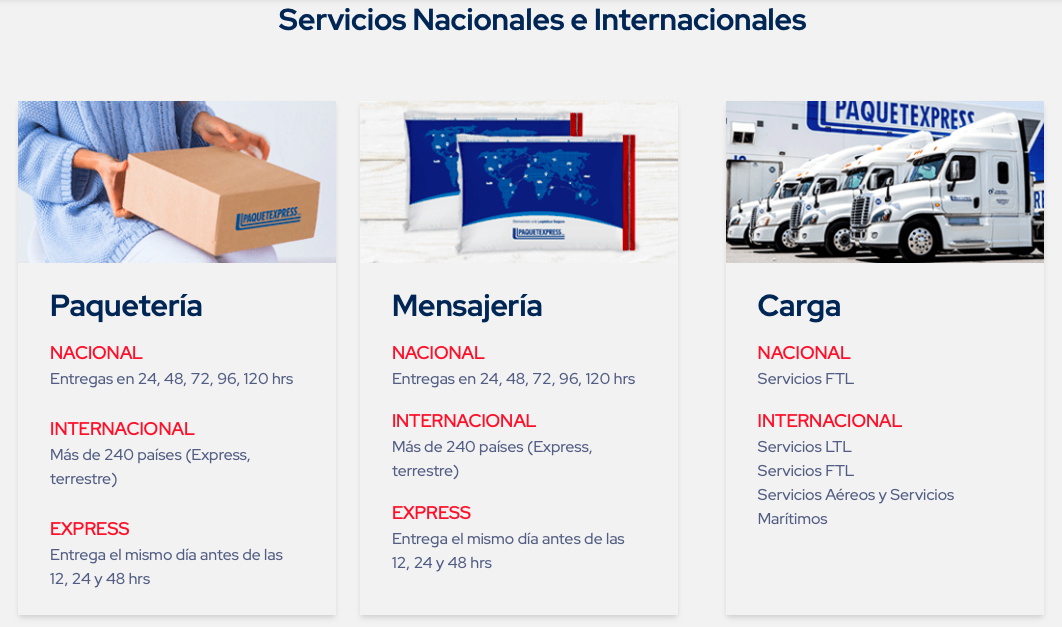 Servicios Nacionales e Internacionales
PAQUETEXPRESS
PAQUETEXPRESS
PAQUETEXPRESS
Paquetería
NACIONAL
Entregas en 24, 48, 72, 96, 120 hrs
INTERNACIONAL
Más de 240 países (Express,
terrestre)
EXPRESS
Entrega el mismo día antes de las
12, 24 y 48 hrs
Mensajería
NACIONAL
Entregas en 24, 48, 72, 96, 120 hrs
INTERNACIONAL
Más de 240 países (Express,
terrestre)
EXPRESS
Entrega el mismo día antes de las
12, 24 y 48 hrs
Carga
NACIONAL
Servicios FTL
INTERNACIONAL
Servicios LTL
Servicios FTL
Servicios Aéreos y Servicios
Marítimos